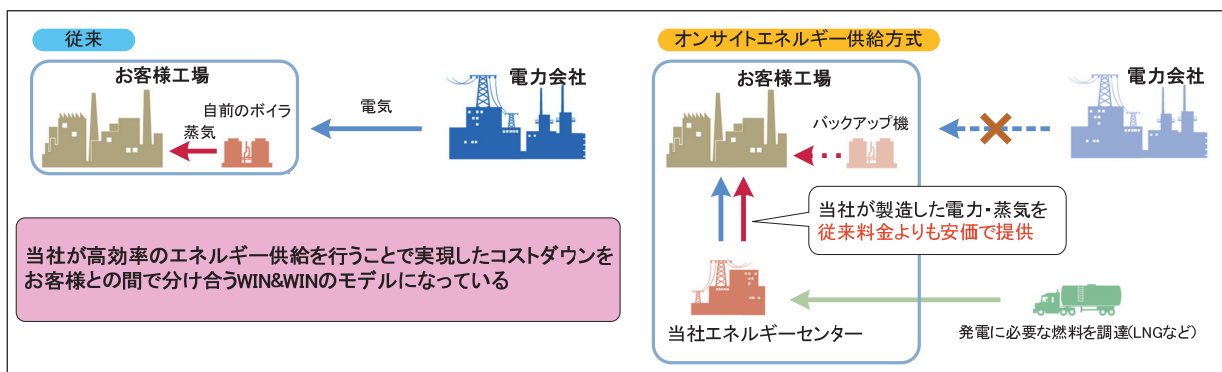 従来
お客様工場
自前のボイラ
蒸気
電気
電力会社
当社が高効率のエネルギー供給を行うことで実現したコストダウンを
お客様との間で分け合うWIN&WINのモデルになっている
オンサイトエネルギー供給方式
お客様工場
バックアップ機
電力会社
当社が製造した電力・蒸気を
従来料金よりも安価で提供
当社エネルギーセンター
発電に必要な燃料を調達(LNGなど)